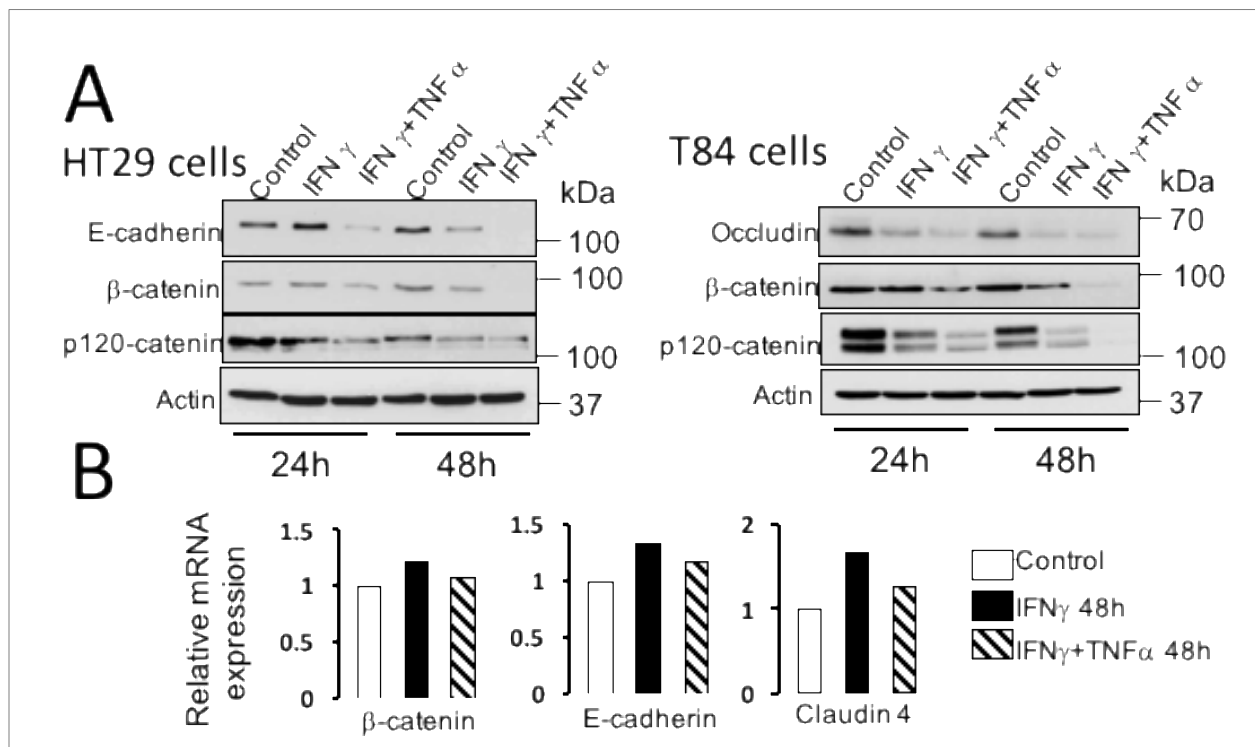 A
HT29 cells
Control
IFN γ
IFN γ+TNF α
Control
IFN γ
IFN γ+TNF α
kDa
E-cadherin
100
β-catenin
100
p120-catenin
100
Actin
37
24h
48h
T84 cells
Control
IFN γ
IFN γ+TNF α
Control
IFN γ
IFN γ+TNF α
kDa
Occludin
70
β-catenin
100
p120-catenin
100
Actin
37
24h
48h
B
Relative mRNA
expression
1.5
1
0.5
0
β-catenin
1.5
1
0.5
0
E-cadherin
2
1
0
Claudin 4
Control
IFNγ 48h
IFNγ+TNFα 48h